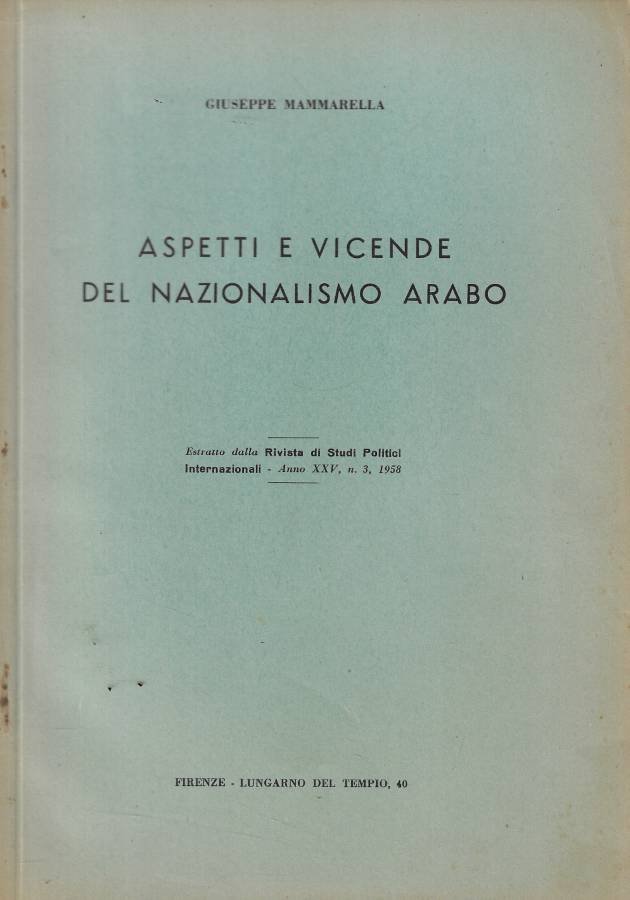 GIUSEPPE MAMMARELLA
ASPETTI E VICENDE
DEL NAZIONALISMO ARABO
Estratto dalla Rivista di Studi Politici
Internazionali - Anno XXV, n. 3, 1958
FIRENZE - LUNGARNO DEL TEMPIO, 40